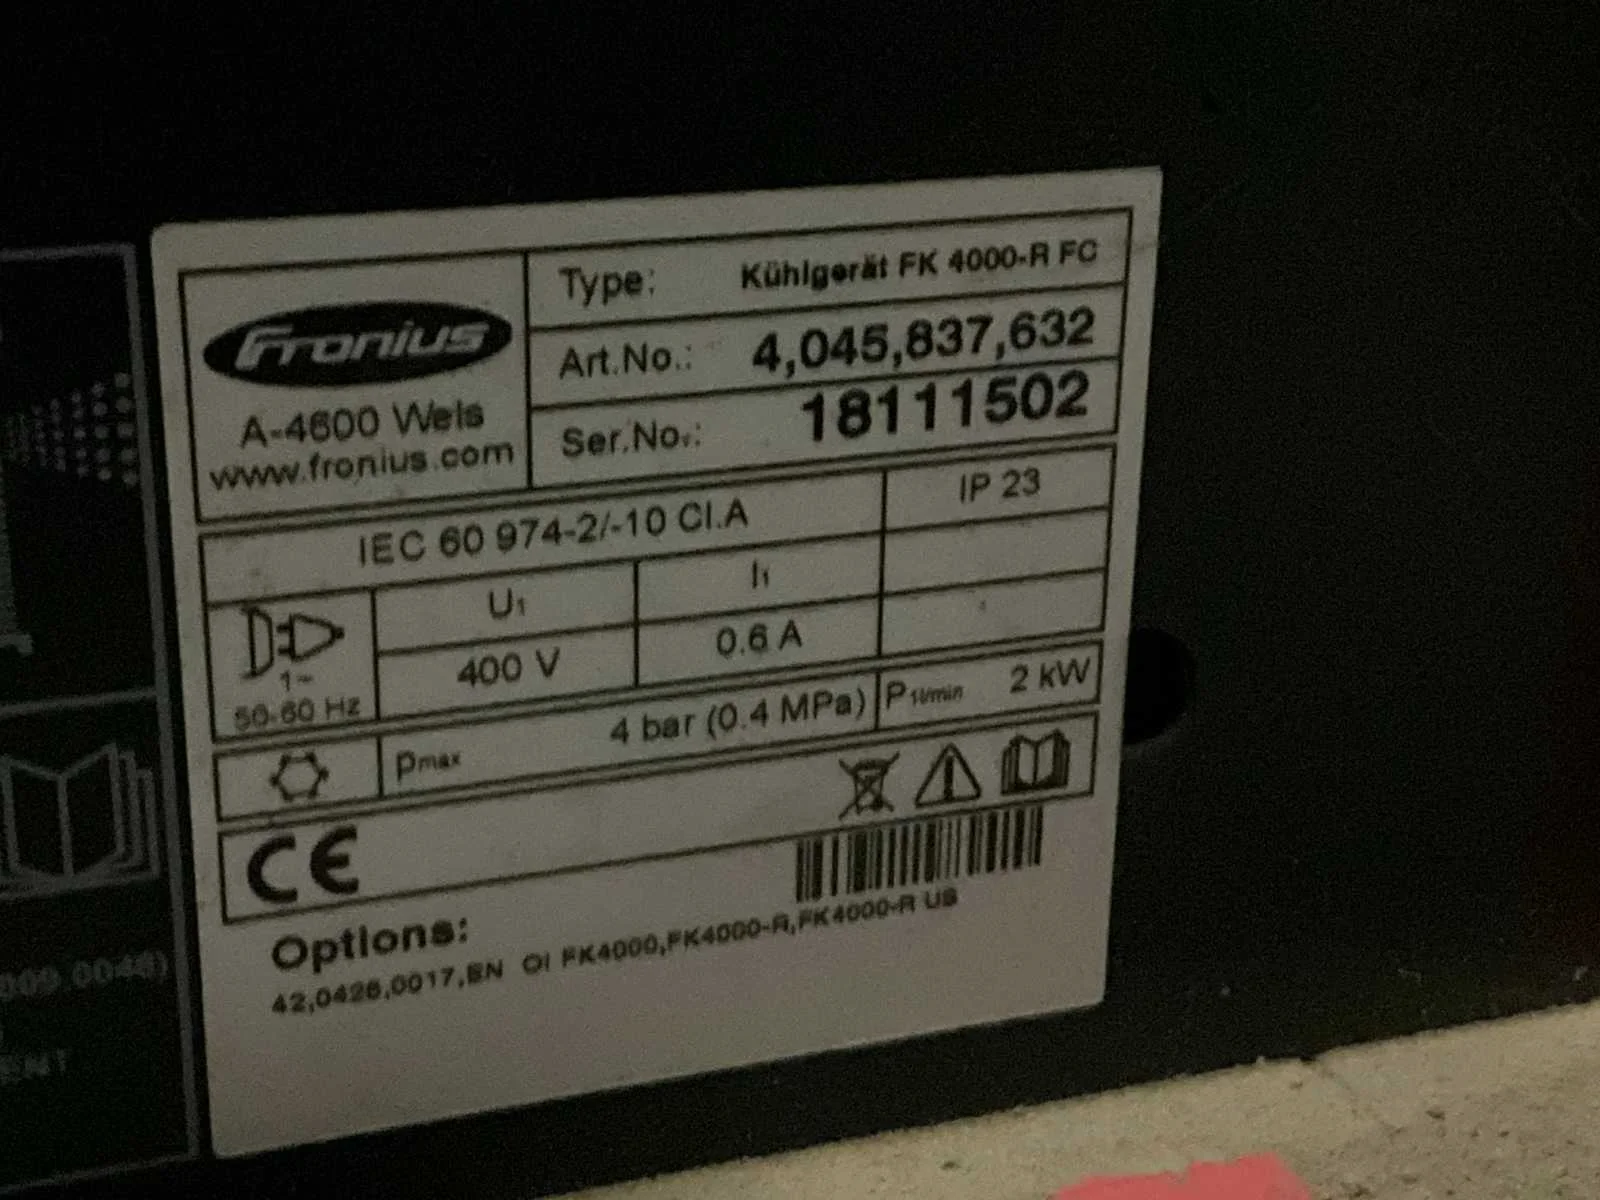 Fronius
A-4600 Wels
www.fronius.com
Type: Kühlgerät FK 4000-R FC
Art.No.: 4,045,837,632
Ser.No.: 18111502
IEC 60 974-2/-10 Cl.A
IP 23
U1
I1
1~
50-60 Hz
400 V
0.6 A
pmax 4 bar (0.4 MPa)
P1l/min 2 kW
CE
Options:
42,0426,0017,EN OI FK4000,FK4000-R,FK4000-R US